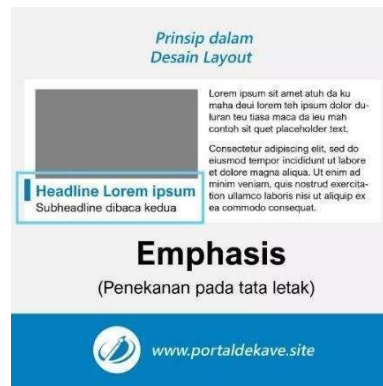 Prinsip dalam
Desain Layout
Lorem ipsum sit amet atuh da ku
maha deui lorem teh ipsum dolor du-
luran teu tiasa maca da ieu mah
contoh sit quet placeholder text.
Consectetur adipiscing elit, sed do
eiusmod tempor incididunt ut labore
et dolore magna aliqua. Ut enim ad
minim veniam, quis nostrud exercita-
tion ullamco laboris nisi ut aliquip ex
ea commodo consequat.
Headline Lorem ipsum
Subheadline dibaca kedua
Emphasis
(Penekanan pada tata letak)
www.portaldekave.site